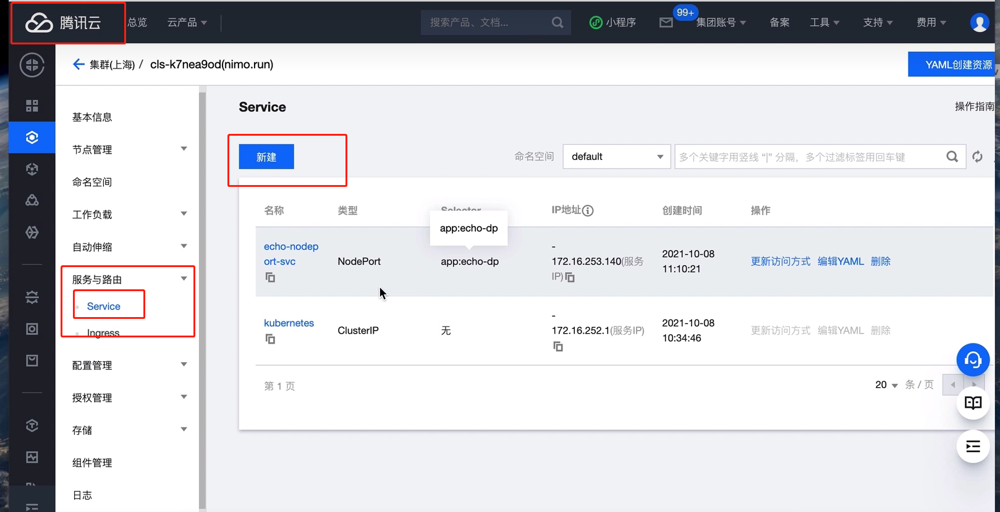 腾讯云
总览
云产品
搜索产品、文档...
小程序
99+
集团账号
备案
工具
支持
费用
集群(上海) / cls-k7nea9od(nimo.run)
YAML创建资源
基本信息
节点管理
命名空间
工作负载
自动伸缩
服务与路由
Service
Ingress
配置管理
授权管理
存储
组件管理
日志
Service
操作指南
新建
命名空间
default
多个关键字用竖线 “|” 分隔，多个过滤标签用回车键
名称
类型
Selector
IP地址
创建时间
操作
app:echo-dp
echo-nodep
ort-svc
NodePort
app:echo-dp
-
172.16.253.140(服务
IP)
2021-10-08
11:10:21
更新访问方式 编辑YAML 删除
kubernetes
ClusterIP
无
-
172.16.252.1(服务IP)
2021-10-08
10:34:46
更新访问方式 编辑YAML 删除
第 1 页
20
条 / 页